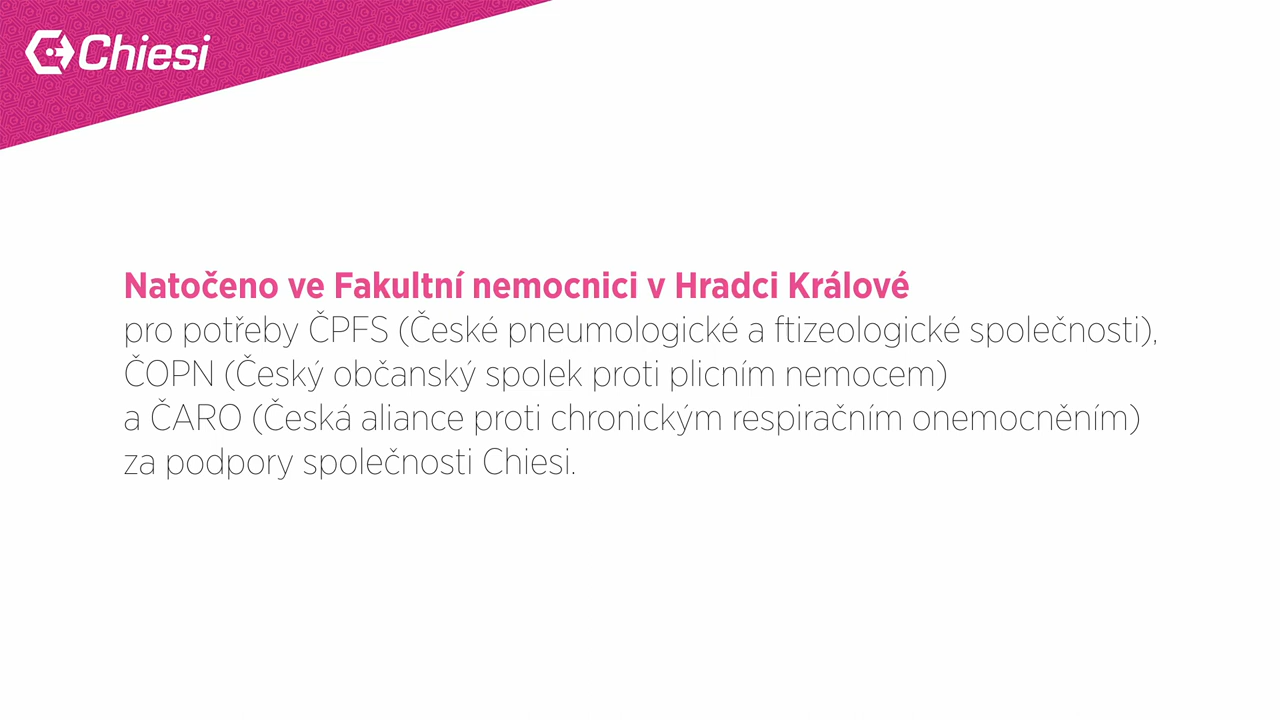 Chiesi
Natočeno ve Fakultní nemocnici v Hradci Králové
pro potřeby ČPFS (České pneumologické a ftizeologické společnosti),
ČOPN (Český občanský spolek proti plicním nemocem)
a ČARO (Česká aliance proti chronickým respiračním onemocněním)
za podpory společnosti Chiesi.